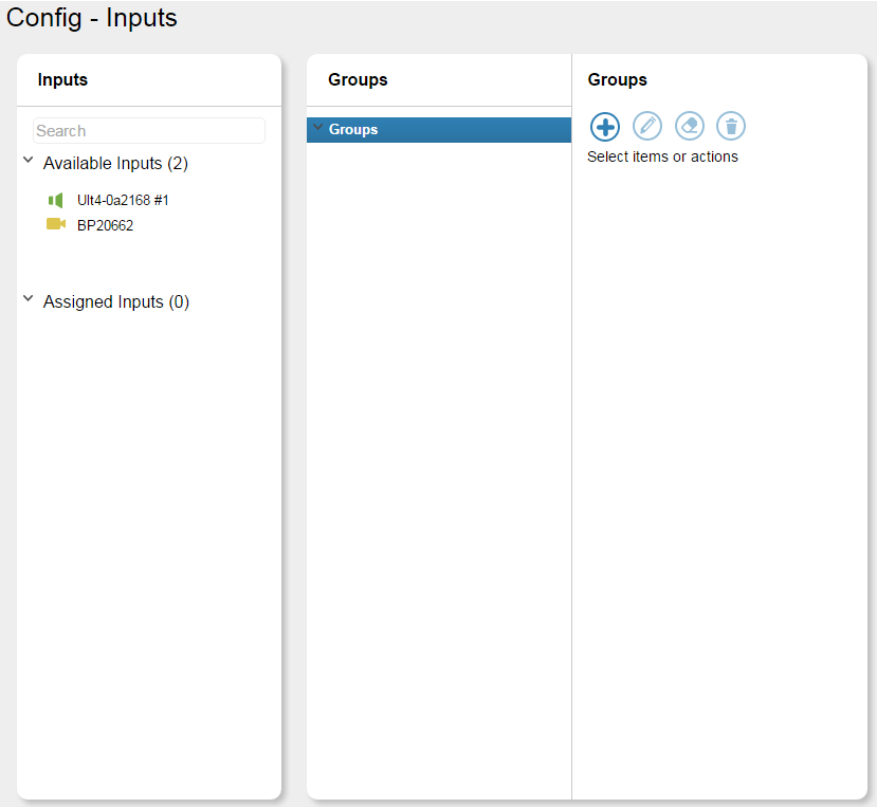 Config - Inputs
Inputs
Search
Available Inputs (2)
Ult4-0a2168 #1
BP20662
Assigned Inputs (0)
Groups
Groups
Groups
Select items or actions